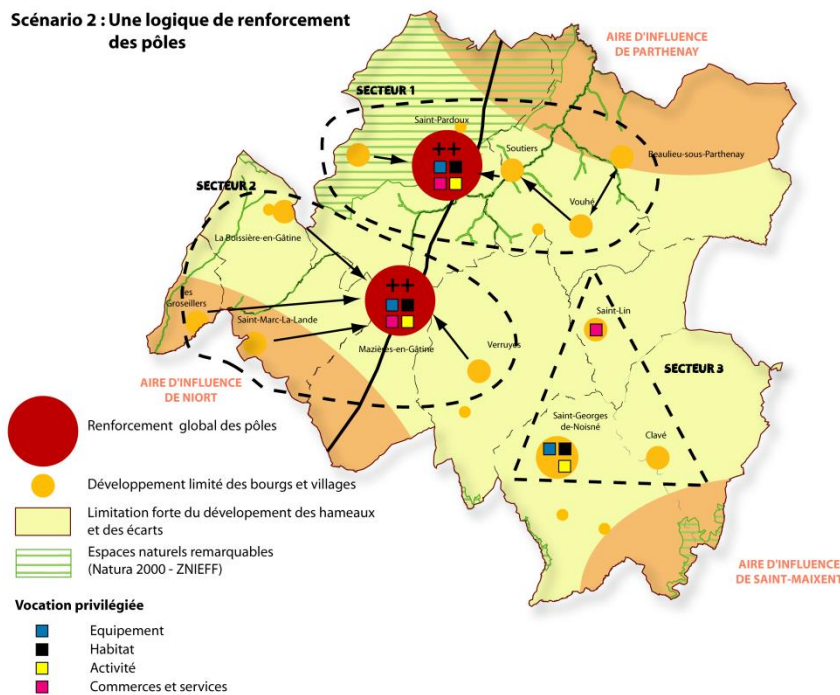 Scénario 2 : Une logique de renforcement
des pôles
AIRE D'INFLUENCE
DE PARTHENAY
SECTEUR 1
Saint-Pardoux
++
Soutiers
Beaulieu-sous-Parthenay
SECTEUR 2
Vouhé
La Boissière-en-Gâtine
++
Les
Groseillers
Saint-Marc-La-Lande
Saint-Lin
Mazières-en-Gâtine
Verruyes
SECTEUR 3
AIRE D'INFLUENCE
DE NIORT
Saint-Georges
de-Noisné
Clavé
Renforcement global des pôles
Développement limité des bourgs et villages
Limitation forte du dévelopement des hameaux
et des écarts
Espaces naturels remarquables
(Natura 2000 - ZNIEFF)
AIRE D'INFLUENCE
DE SAINT-MAIXENT
Vocation privilégiée
Equipement
Habitat
Activité
Commerces et services